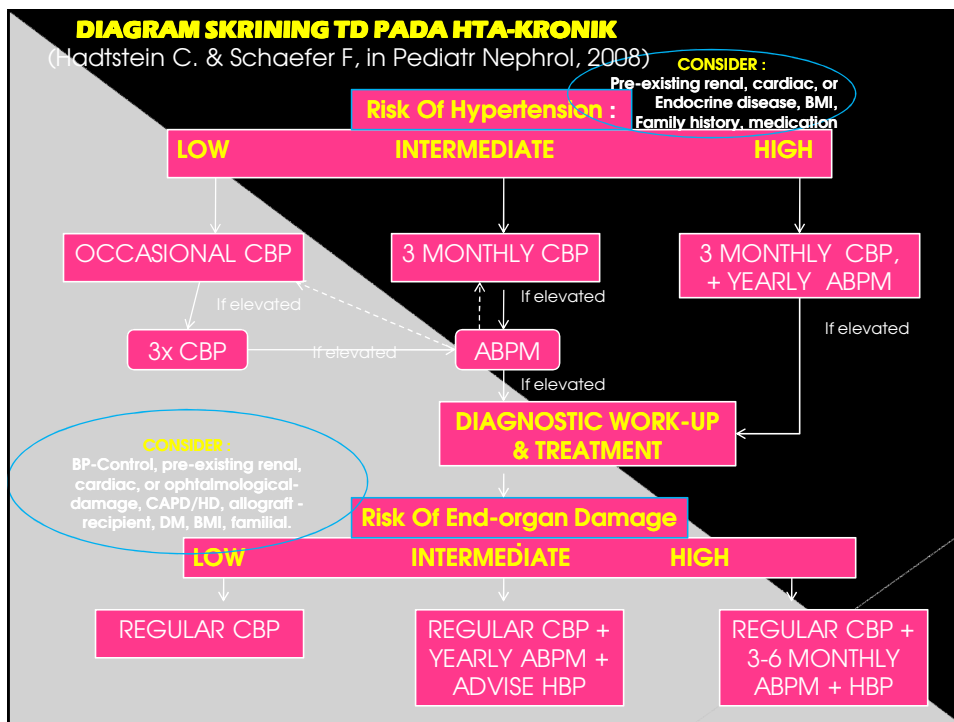 DIAGRAM SKRINING TD PADA HTA-KRONIK
(Hadtstein C. & Schaefer F, in Pediatr Nephrol, 2008)
CONSIDER :
Pre-existing renal, cardiac, or
Endocrine disease, BMI,
Family history, medication
Risk Of Hypertension :
LOW INTERMEDIATE HIGH
OCCASIONAL CBP
3 MONTHLY CBP
3 MONTHLY CBP,
+ YEARLY ABPM
If elevated
If elevated
If elevated
3x CBP
If elevated
ABPM
If elevated
DIAGNOSTIC WORK-UP
& TREATMENT
CONSIDER :
BP-Control, pre-existing renal,
cardiac, or ophtalmological-
damage, CAPD/HD, allograft -
recipient, DM, BMI, familial.
Risk Of End-organ Damage
:
LOW INTERMEDIATE HIGH
REGULAR CBP
REGULAR CBP +
YEARLY ABPM +
ADVISE HBP
REGULAR CBP +
3-6 MONTHLY
ABPM + HBP